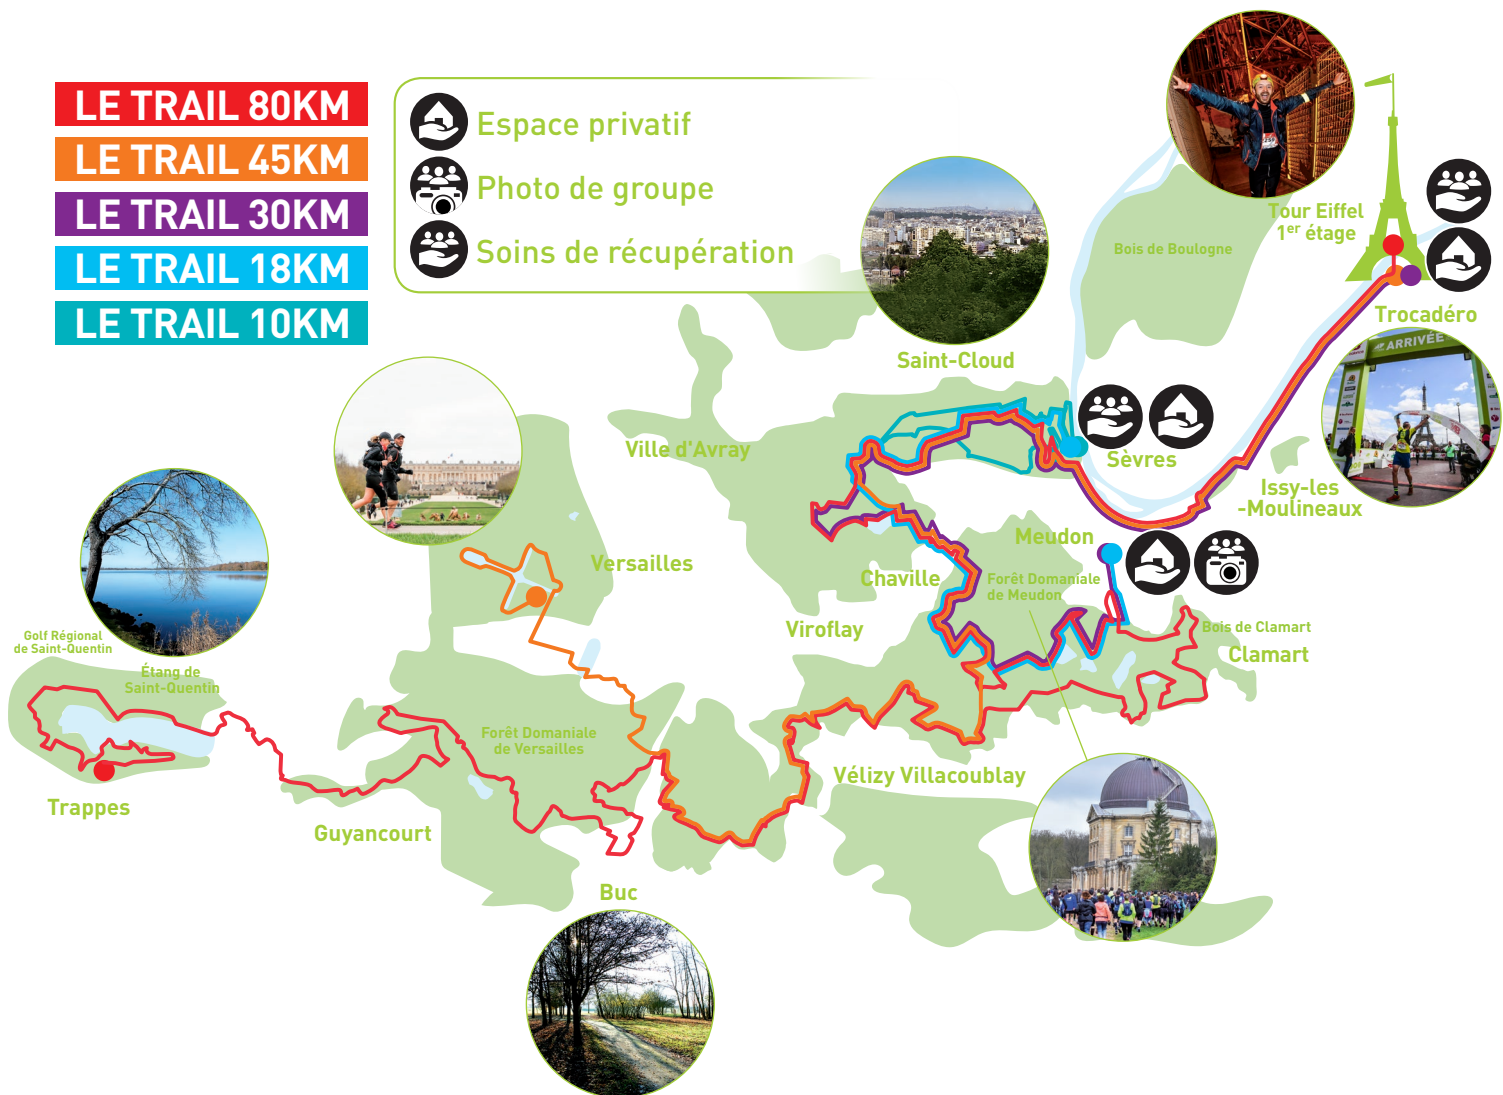 LE TRAIL 80KM
LE TRAIL 45KM
LE TRAIL 30KM
LE TRAIL 18KM
LE TRAIL 10KM
Espace privatif
Photo de groupe
Soins de récupération
Tour Eiffel
1er étage
Bois de Boulogne
Trocadéro
ARRIVÉE
Saint-Cloud
Ville d'Avray
Sèvres
Issy-les
-Moulineaux
Meudon
Versailles
Chaville
Forêt Domaniale
de Meudon
Viroflay
Bois de Clamart
Clamart
Golf Régional
de Saint-Quentin
Étang de
Saint-Quentin
Forêt Domaniale
de Versailles
Vélizy Villacoublay
Trappes
Guyancourt
Buc